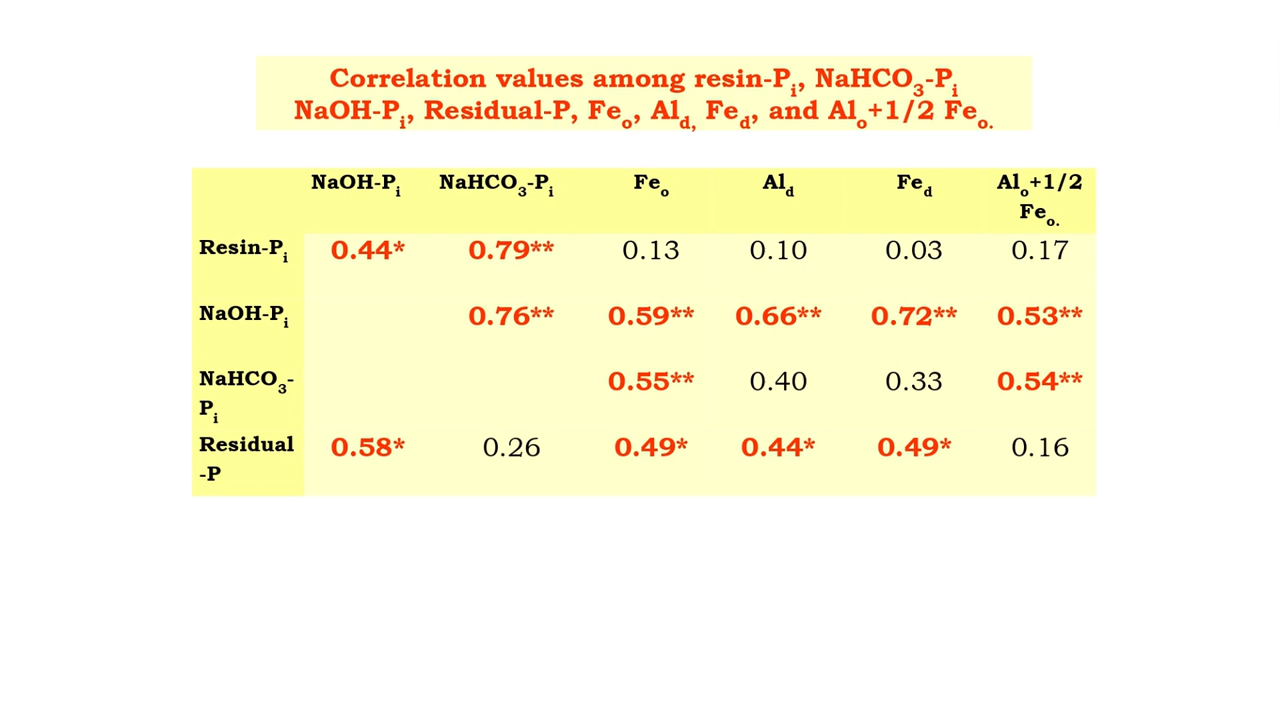 Correlation values among resin-Pi, NaHCO3-Pi
NaOH-Pi, Residual-P, Feo, Ald, Fed, and Alo+1/2 Feo.
NaOH-Pi NaHCO3-Pi Feo Ald Fed Alo+1/2
Feo.
Resin-Pi 0.44* 0.79** 0.13 0.10 0.03 0.17
NaOH-Pi 0.76** 0.59** 0.66** 0.72** 0.53**
NaHCO3- 0.55** 0.40 0.33 0.54**
Pi
Residual 0.58* 0.26 0.49* 0.44* 0.49* 0.16
-P